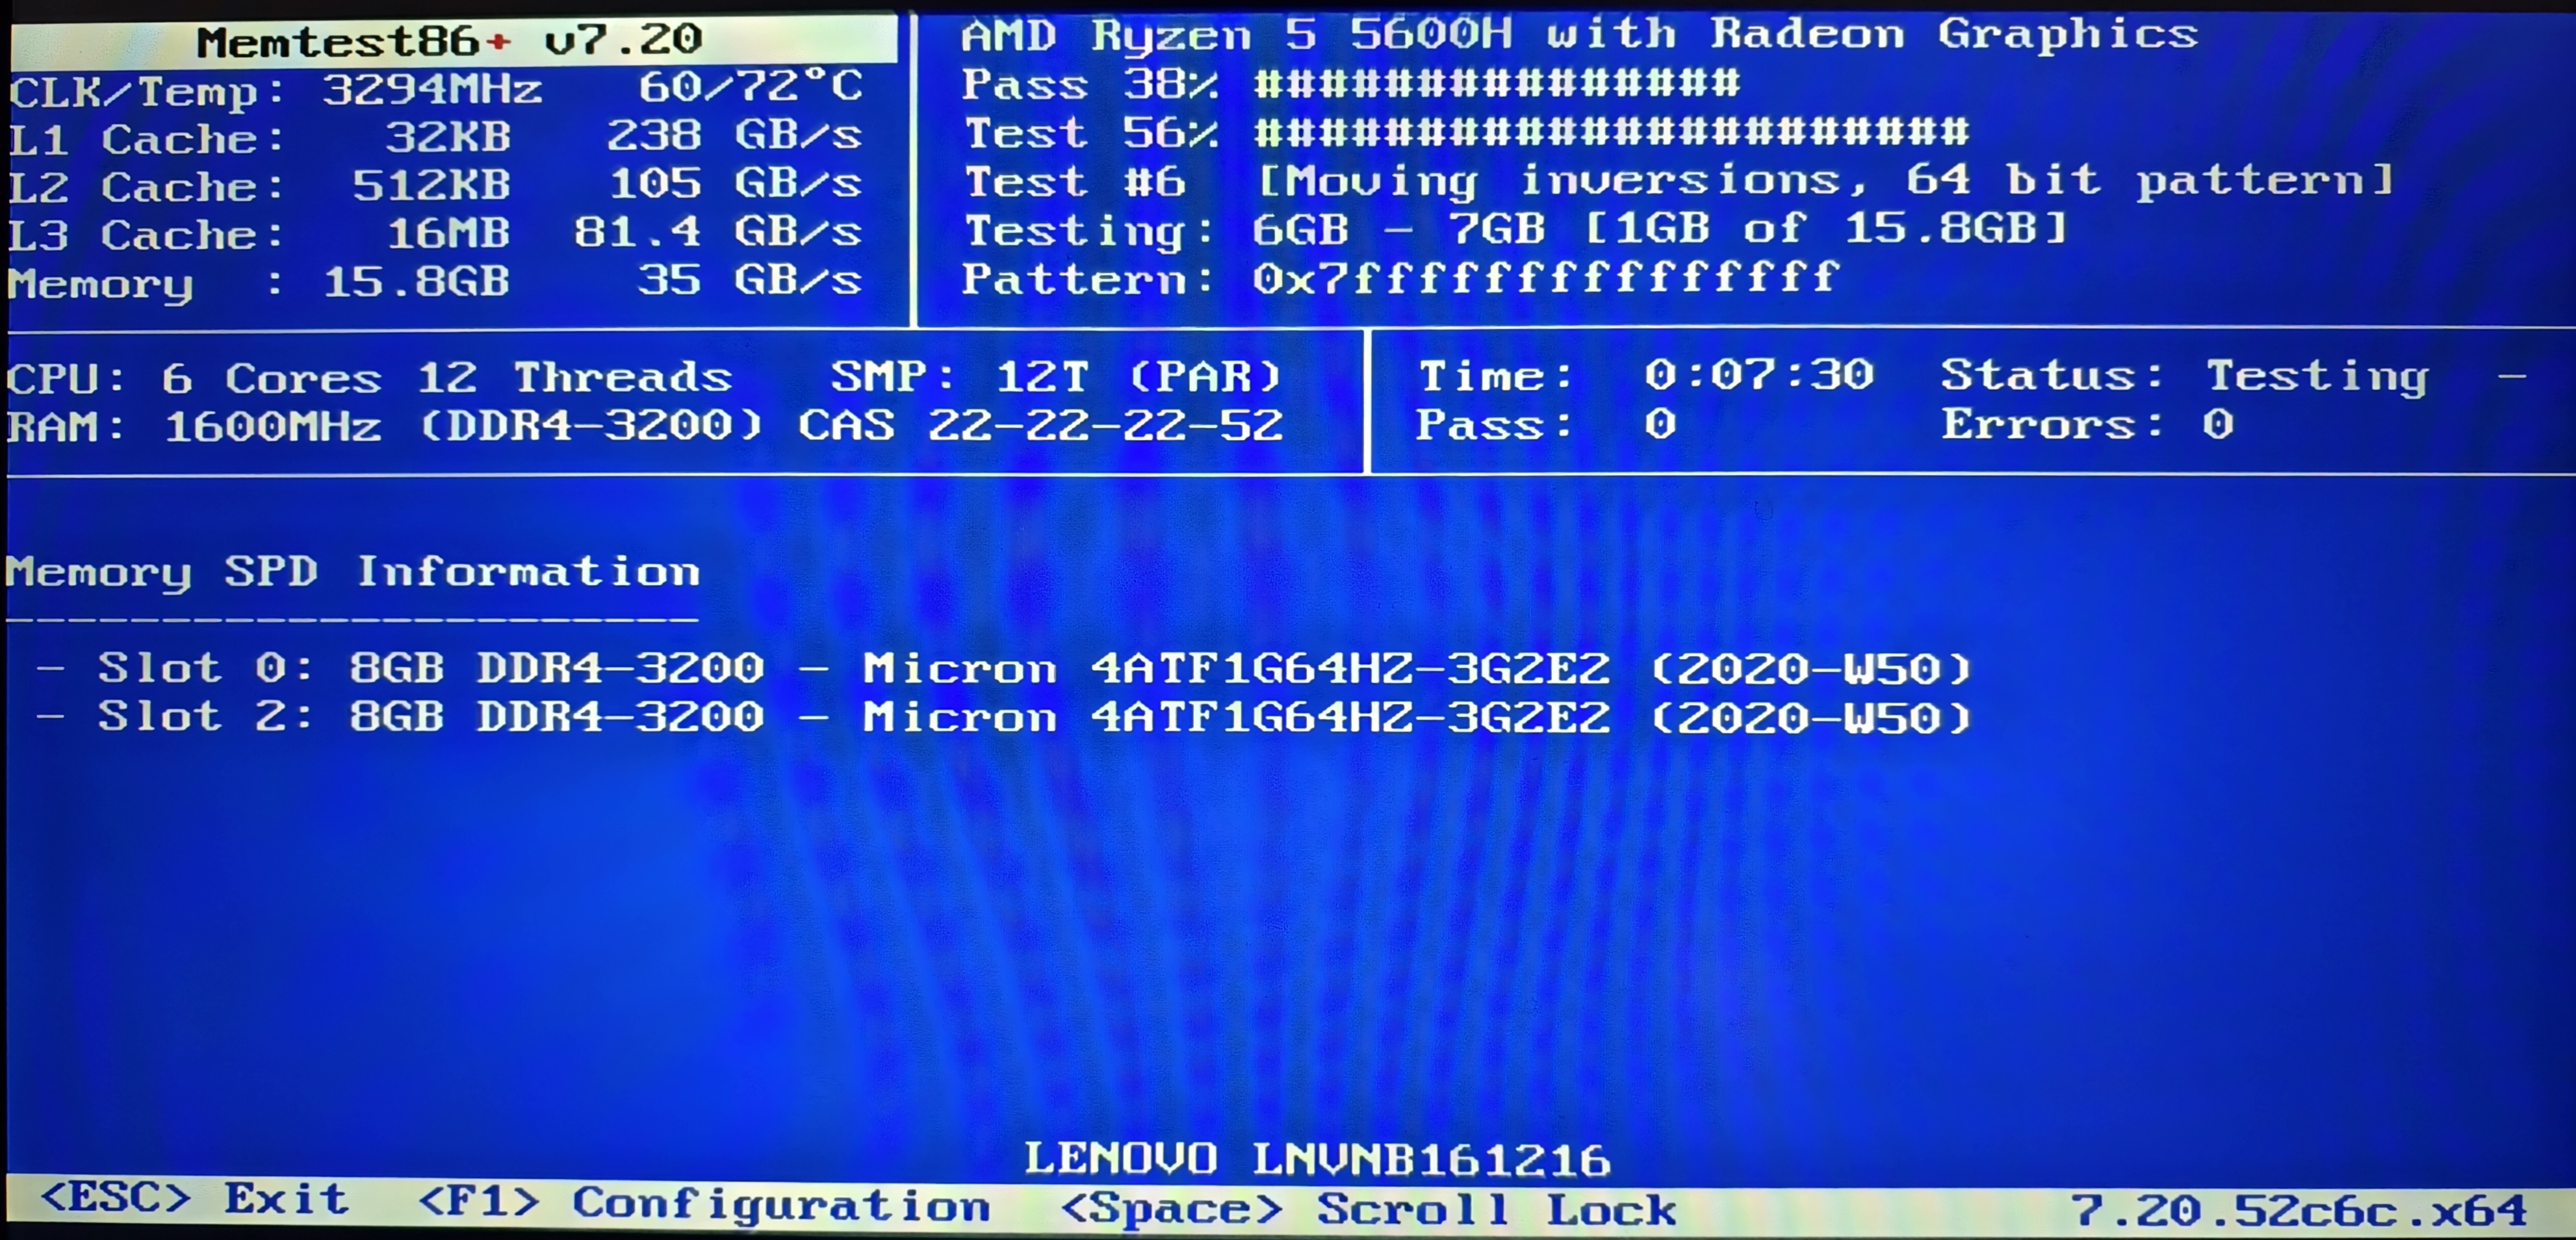 Memtest86+ v7.20
CLK/Temp: 3294MHz 60/72°C
L1 Cache: 32KB 238 GB/s
L2 Cache: 512KB 105 GB/s
L3 Cache: 16MB 81.4 GB/s
Memory : 15.8GB 35 GB/s
AMD Ryzen 5 5600H with Radeon Graphics
Pass 38% ###############
Test 56% ######################
Test #6 [Moving inversions, 64 bit pattern]
Testing: 6GB - 7GB [1GB of 15.8GB]
Pattern: 0x7fffffffffffffff
CPU: 6 Cores 12 Threads SMP: 12T (PAR)
RAM: 1600MHz (DDR4-3200) CAS 22-22-22-52
Time: 0:07:30 Status: Testing -
Pass: 0 Errors: 0
Memory SPD Information
----------------------
- Slot 0: 8GB DDR4-3200 - Micron 4ATF1G64HZ-3G2E2 (2020-W50)
- Slot 2: 8GB DDR4-3200 - Micron 4ATF1G64HZ-3G2E2 (2020-W50)
LENOVO LNVNB161216
<ESC> Exit <F1> Configuration <Space> Scroll Lock 7.20.52c6c.x64